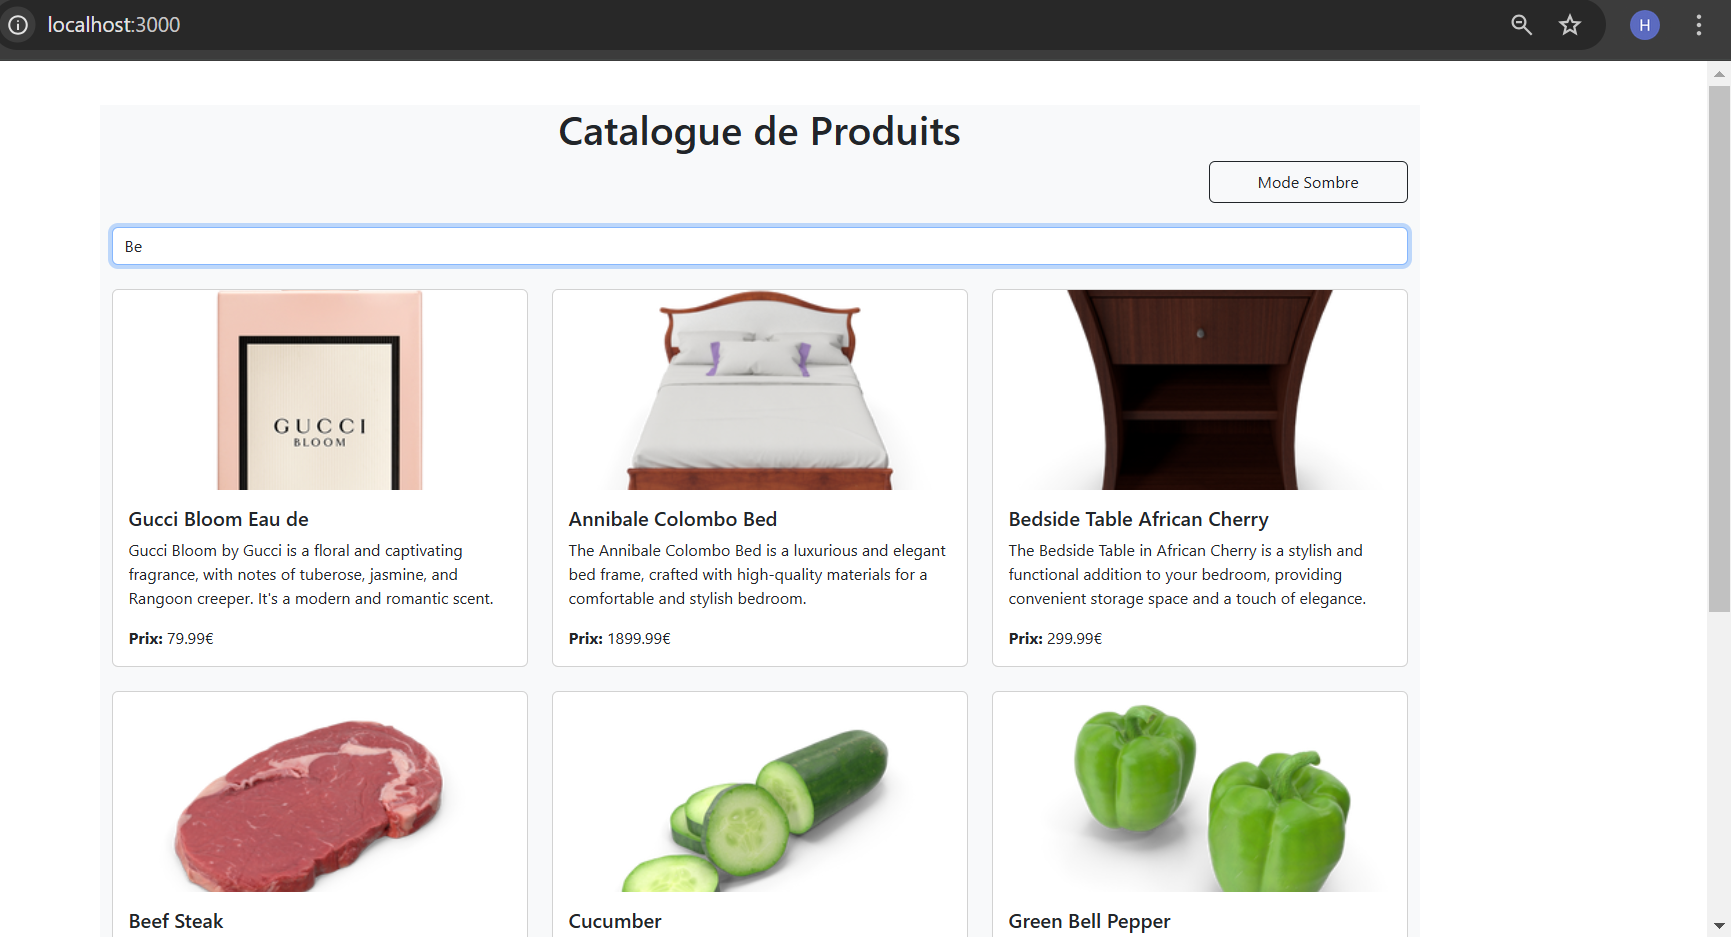 localhost:3000
H
Catalogue de Produits
Mode Sombre
Be
GUCCI
BLOOM
Gucci Bloom Eau de
Gucci Bloom by Gucci is a floral and captivating
fragrance, with notes of tuberose, jasmine, and
Rangoon creeper. It's a modern and romantic scent.
Prix: 79.99€
Annibale Colombo Bed
The Annibale Colombo Bed is a luxurious and elegant
bed frame, crafted with high-quality materials for a
comfortable and stylish bedroom.
Prix: 1899.99€
Bedside Table African Cherry
The Bedside Table in African Cherry is a stylish and
functional addition to your bedroom, providing
convenient storage space and a touch of elegance.
Prix: 299.99€
Beef Steak
Cucumber
Green Bell Pepper